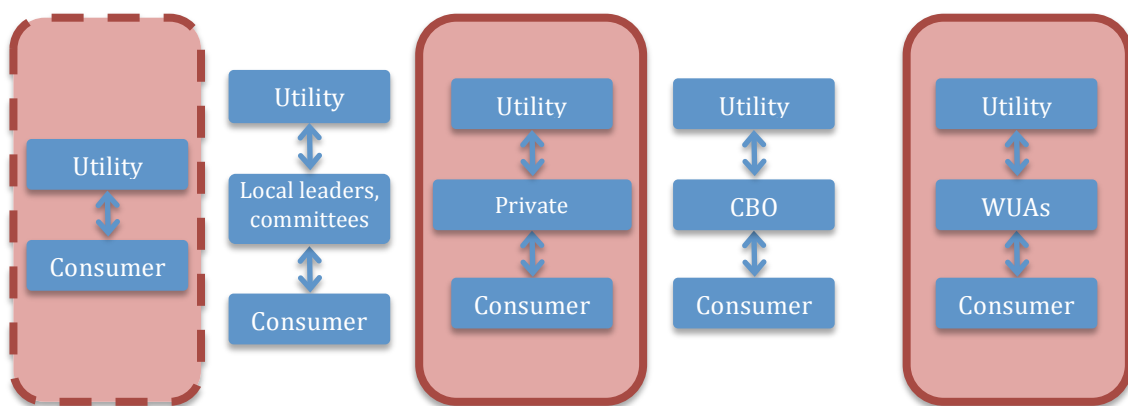 Utility
Consumer
Utility
Local leaders,
committees
Consumer
Utility
Private
Consumer
Utility
CBO
Consumer
Utility
WUAs
Consumer